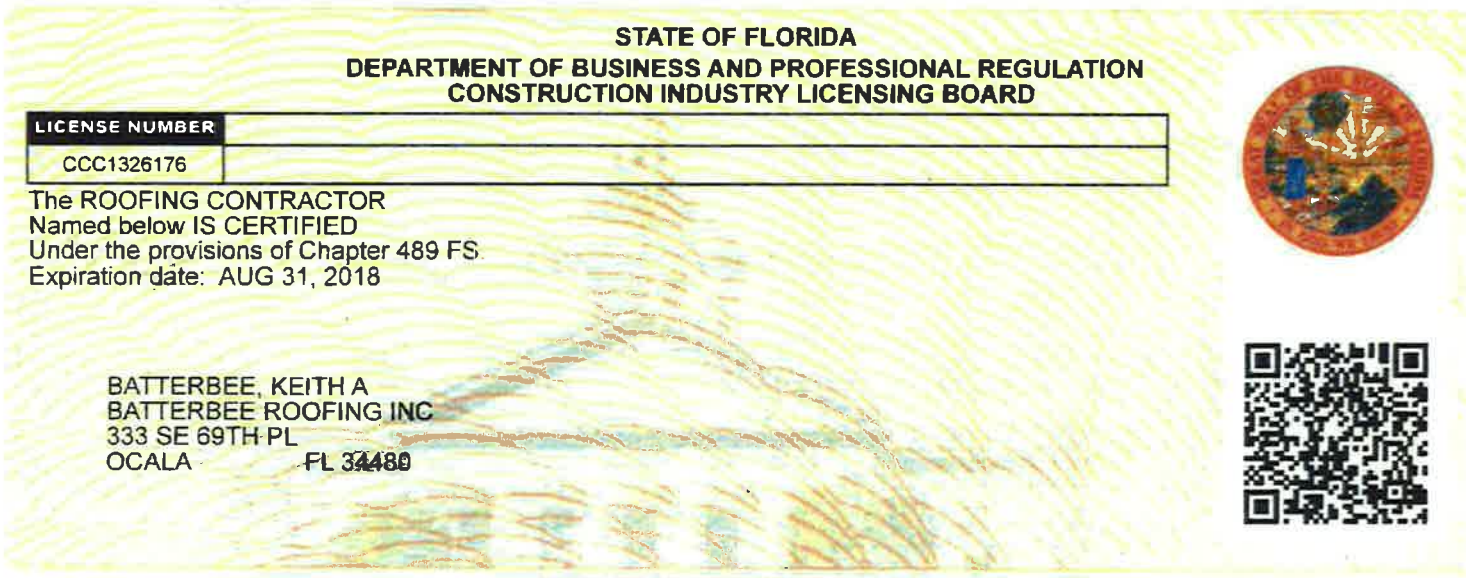 STATE OF FLORIDA
DEPARTMENT OF BUSINESS AND PROFESSIONAL REGULATION
CONSTRUCTION INDUSTRY LICENSING BOARD
LICENSE NUMBER
CCC1326176
The ROOFING CONTRACTOR
Named below IS CERTIFIED
Under the provisions of Chapter 489 FS.
Expiration date: AUG 31, 2018
BATTERBEE, KEITH A
BATTERBEE ROOFING INC
333 SE 69TH PL
OCALA FL 34480